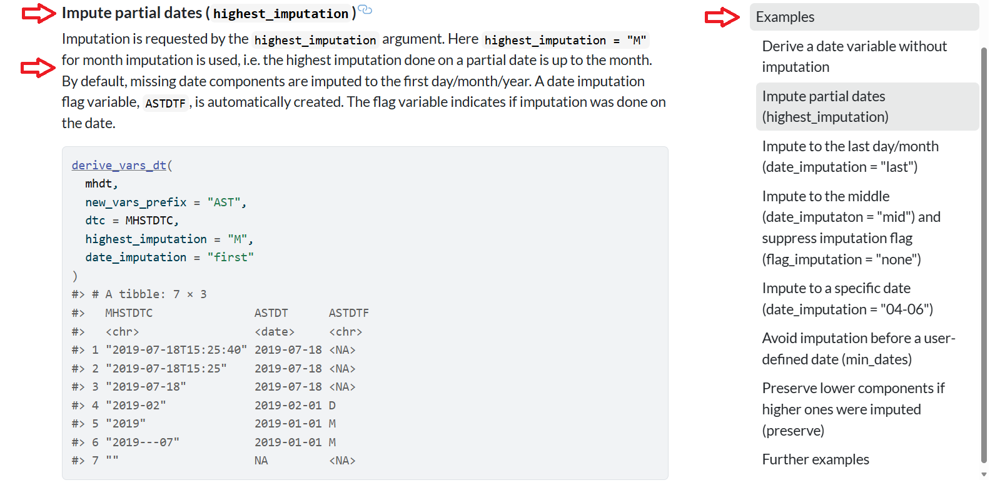 Impute partial dates (highest_imputation)
Imputation is requested by the highest_imputation argument. Here highest_imputation = "M"
for month imputation is used, i.e. the highest imputation done on a partial date is up to the month.
By default, missing date components are imputed to the first day/month/year. A date imputation
flag variable, ASTDTF, is automatically created. The flag variable indicates if imputation was done on
the date.
derive_vars_dt(
  mhdt,
  new_vars_prefix = "AST",
  dtc = MHSTDTC,
  highest_imputation = "M",
  date_imputation = "first"
)
#> # A tibble: 7 × 3
#>   MHSTDTC               ASTDT      ASTDTF
#>   <chr>                 <date>     <chr>
#> 1 "2019-07-18T15:25:40" 2019-07-18 <NA>
#> 2 "2019-07-18T15:25"    2019-07-18 <NA>
#> 3 "2019-07-18"          2019-07-18 <NA>
#> 4 "2019-02"             2019-02-01 D
#> 5 "2019"                2019-01-01 M
#> 6 "2019---07"           2019-01-01 M
#> 7 ""                    NA         <NA>
Examples
Derive a date variable without
imputation
Impute partial dates
(highest_imputation)
Impute to the last day/month
(date_imputation = "last")
Impute to the middle
(date_imputaton = "mid") and
suppress imputation flag
(flag_imputation = "none")
Impute to a specific date
(date_imputation = "04-06")
Avoid imputation before a user-
defined date (min_dates)
Preserve lower components if
higher ones were imputed
(preserve)
Further examples